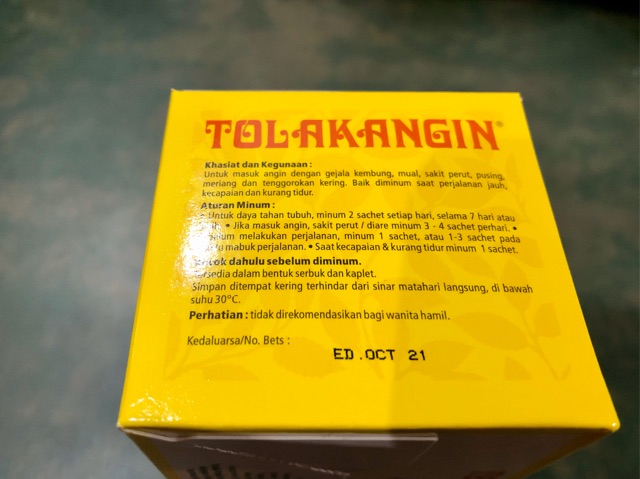 TOLAKANGIN®
Khasiat dan Kegunaan :
Untuk masuk angin dengan gejala kembung, mual, sakit perut, pusing,
meriang dan tenggorokan kering. Baik diminum saat perjalanan jauh,
kecapaian dan kurang tidur.
Aturan Minum :
• Untuk daya tahan tubuh, minum 2 sachet setiap hari, selama 7 hari atau
• Jika masuk angin, sakit perut / diare minum 3 - 4 sachet perhari. •
melakukan perjalanan, minum 1 sachet, atau 1-3 sachet pada
mabuk perjalanan. • Saat kecapaian & kurang tidur minum 1 sachet.
dahulu sebelum diminum.
Tersedia dalam bentuk serbuk dan kaplet.
Simpan ditempat kering terhindar dari sinar matahari langsung, di bawah
suhu 30°C.
Perhatian : tidak direkomendasikan bagi wanita hamil.
Kedaluarsa/No. Bets :
ED . OCT 21